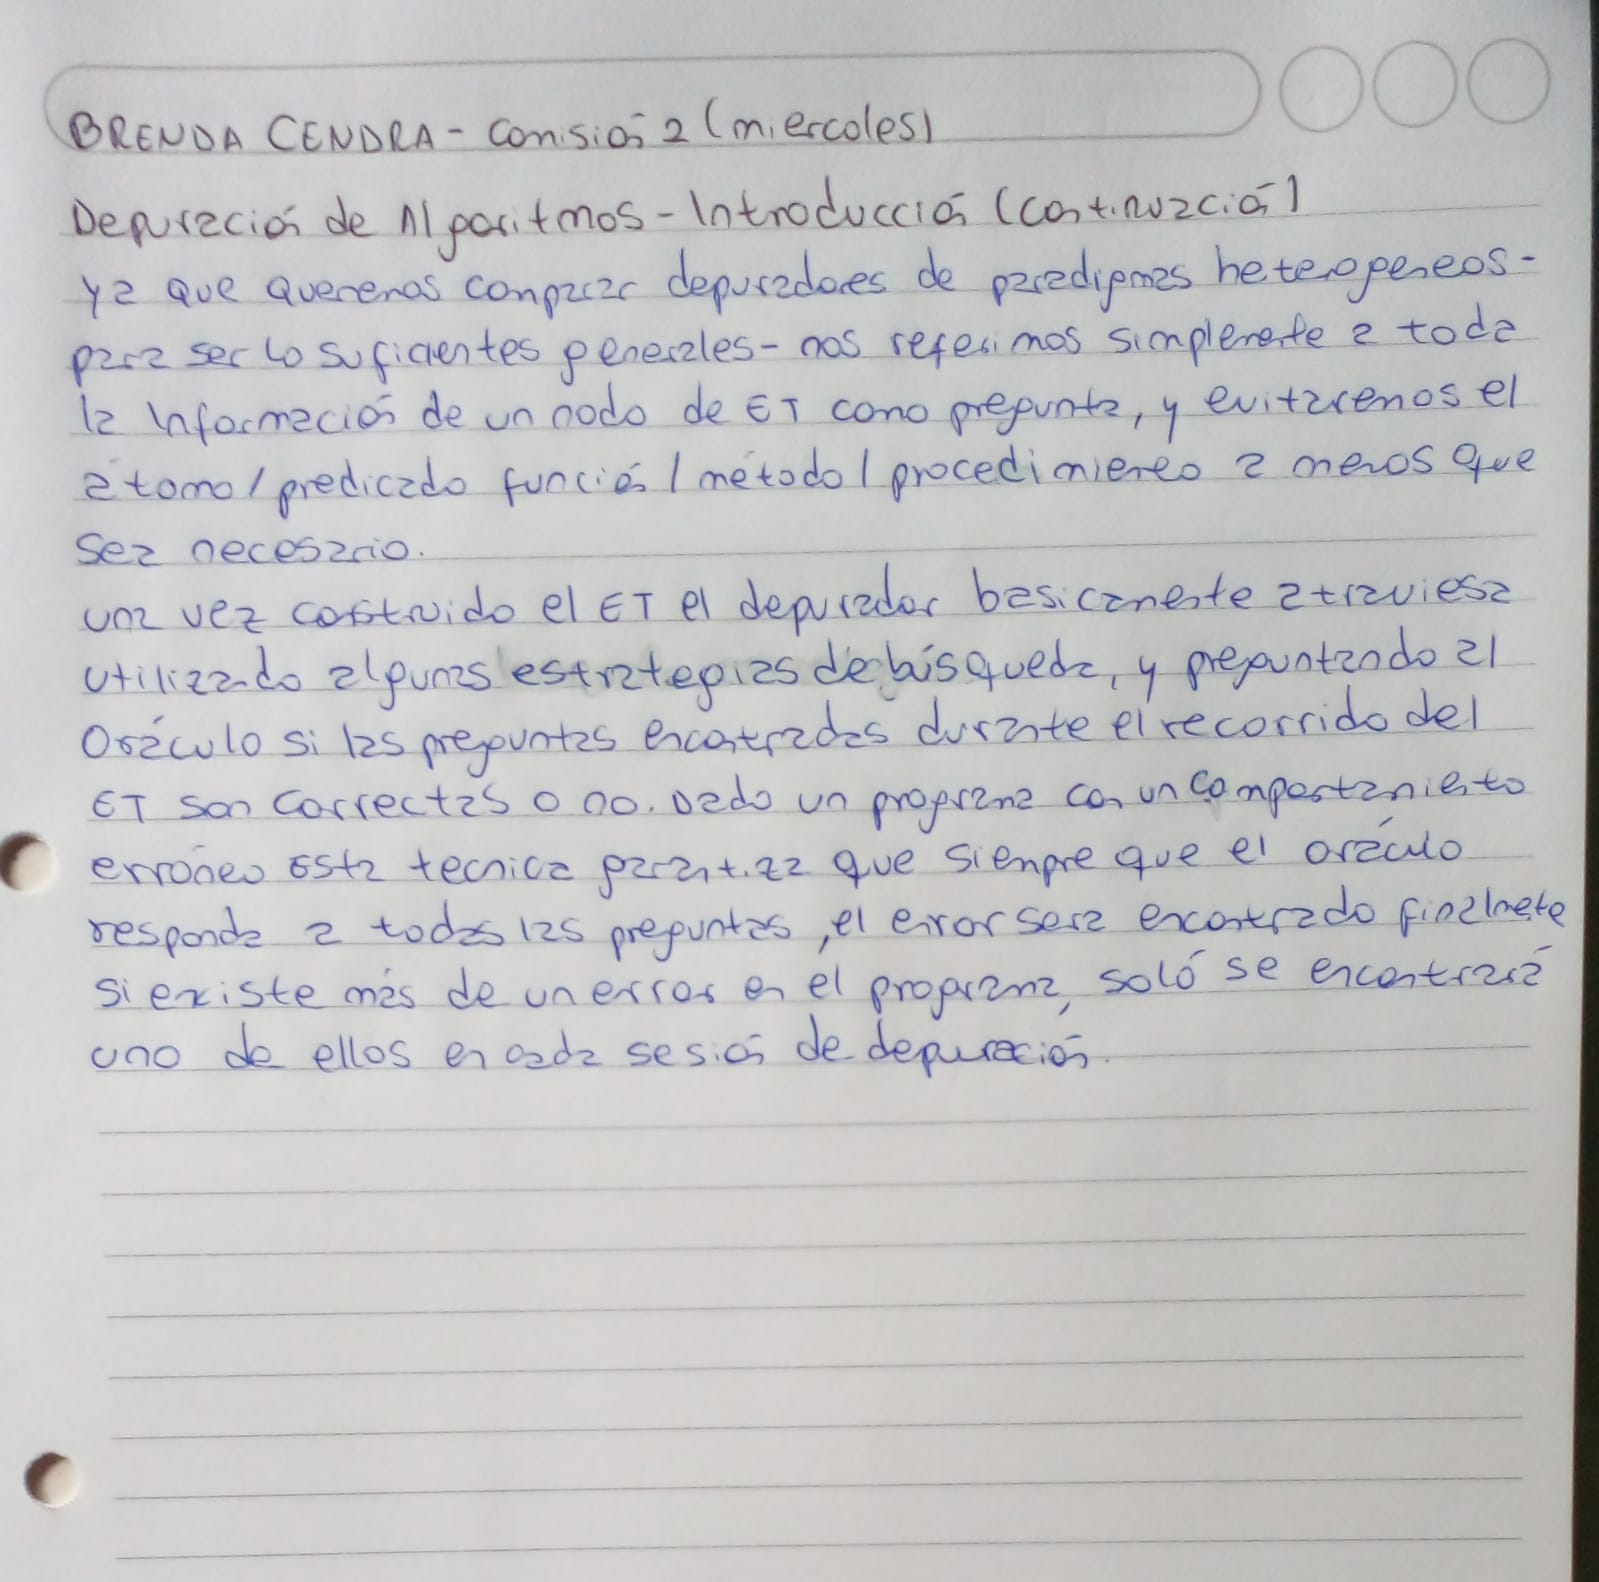 BRENDA CENDRA - Comisión 2 (miercoles)
Depuración de Algoritmos - Introducción (continuación)
Ya que queremos comparar depuradores de paradigmas heterogeneos -
para ser lo suficientes generales - nos referimos simplemente a toda
la información de un nodo de ET como pregunta, y evitaremos el
átomo / predicado función / método / procedimieneo a menos que
sea necesario.
una vez construido el ET el depurador basicamente atraviesa
utilizando algunas estrategias de búsqueda, y preguntando al
Oráculo si las preguntas encontradas durante el recorrido del
ET son correctas o no. Dado un programa con un comportamiento
erróneo esta tecnica garantiza que siempre que el oráculo
responda a todas las preguntas, el error sera encontrado finalmete
si existe más de un error en el programa, soló se encontrará
uno de ellos en cada sesión de depuración.